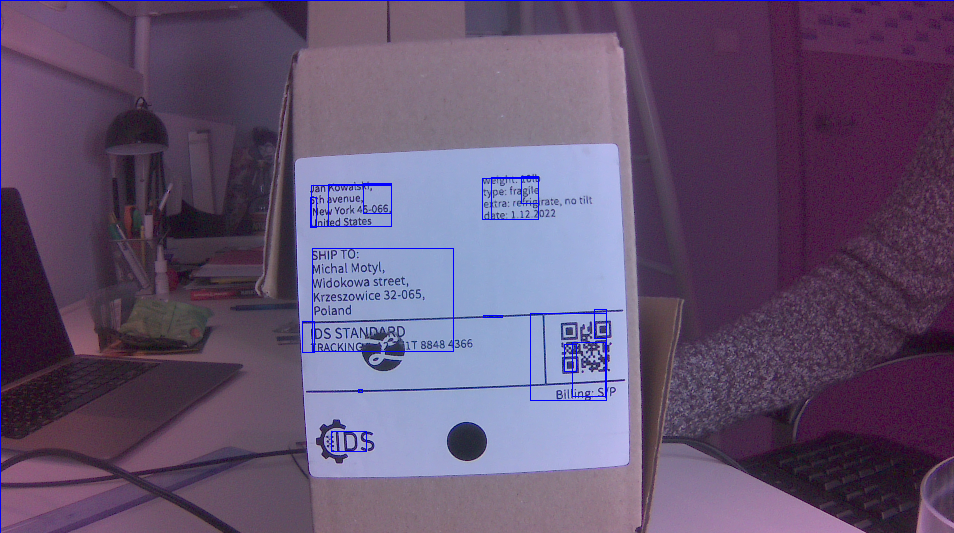 Jan Kowalski,
5th avenue,
New York 45-066,
United States
weight: 10lb
type: fragile
extra: refrigirate, no tilt
date: 1.12.2022
SHIP TO:
Michal Motyl,
Widokowa street,
Krzeszowice 32-065,
Poland
IDS STANDARD
TRACKING 1T 8848 4366
Billing: S/P
IDS